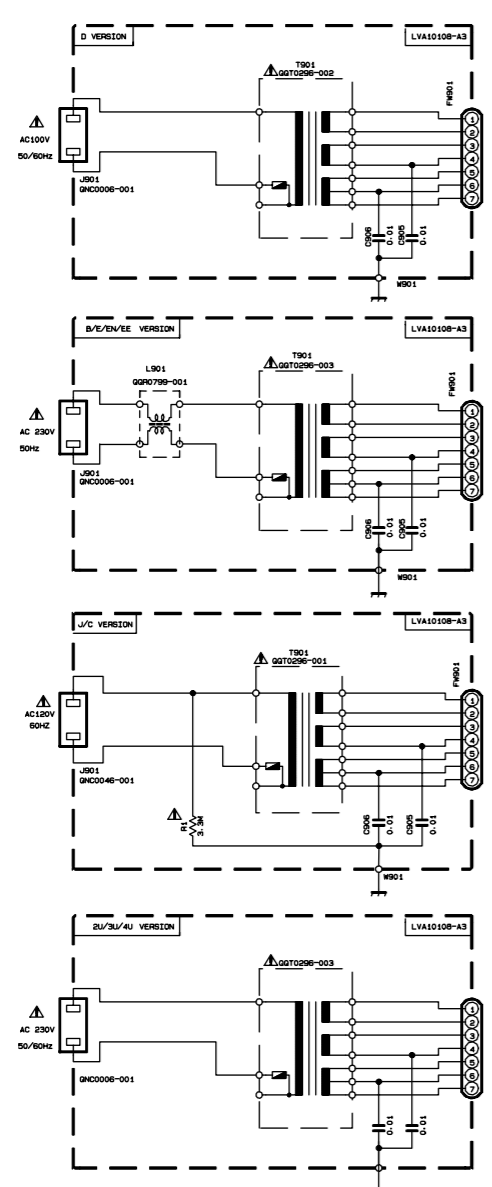 D VERSION
LVA10108-A3
T901
QQT0296-002
FW901
AC100V
50/60Hz
J901
QNC0006-001
1
2
3
4
5
6
7
C906
0.01
C905
0.01
W901
B/E/EN/EE VERSION
LVA10108-A3
L901
QQR0799-001
T901
QQT0296-003
FW901
AC 230V
50Hz
J901
QNC0006-001
1
2
3
4
5
6
7
C906
0.01
C905
0.01
W901
J/C VERSION
LVA10108-A3
T901
QQT0296-001
FW901
AC120V
60HZ
J901
QNC0046-001
1
2
3
4
5
6
7
R1
3.3M
C906
0.01
C905
0.01
W901
2U/3U/4U VERSION
LVA10108-A3
QQT0296-003
AC 230V
50/60Hz
QNC0006-001
1
2
3
4
5
6
7
0.01
0.01